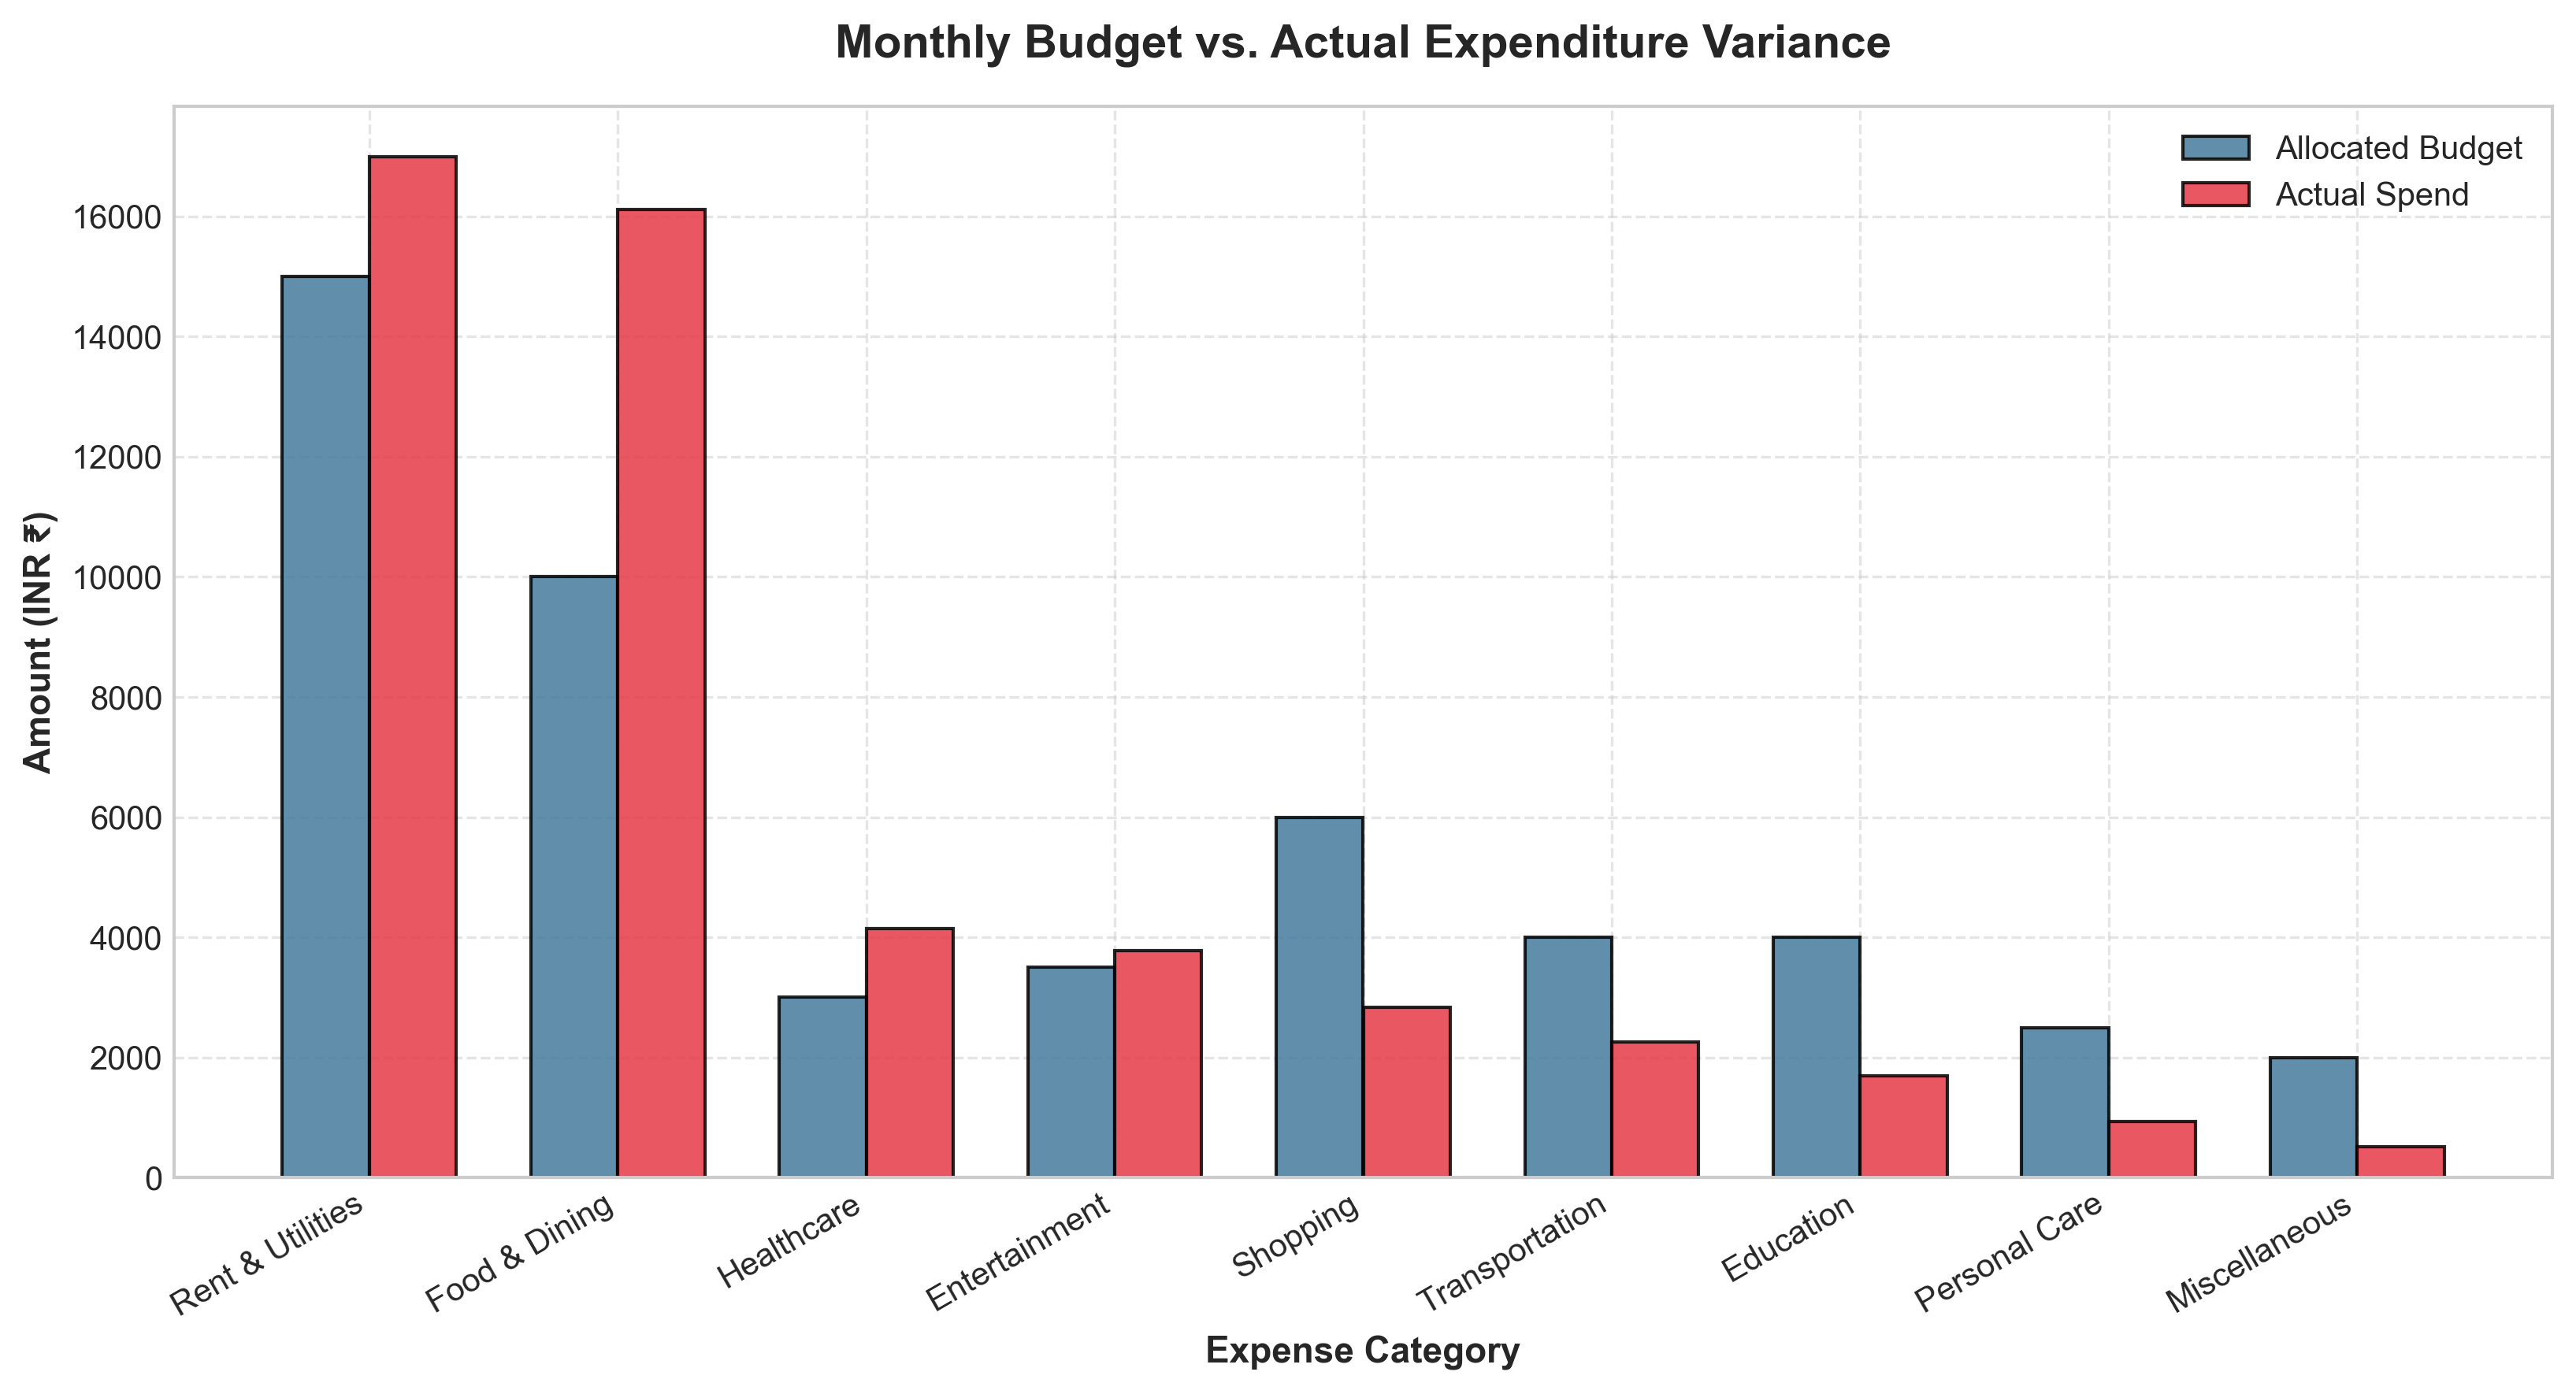 Monthly Budget vs. Actual Expenditure Variance
Allocated Budget
Actual Spend
Amount (INR ₹)
16000
14000
12000
10000
8000
6000
4000
2000
0
Rent & Utilities
Food & Dining
Healthcare
Entertainment
Shopping
Transportation
Education
Personal Care
Miscellaneous
Expense Category